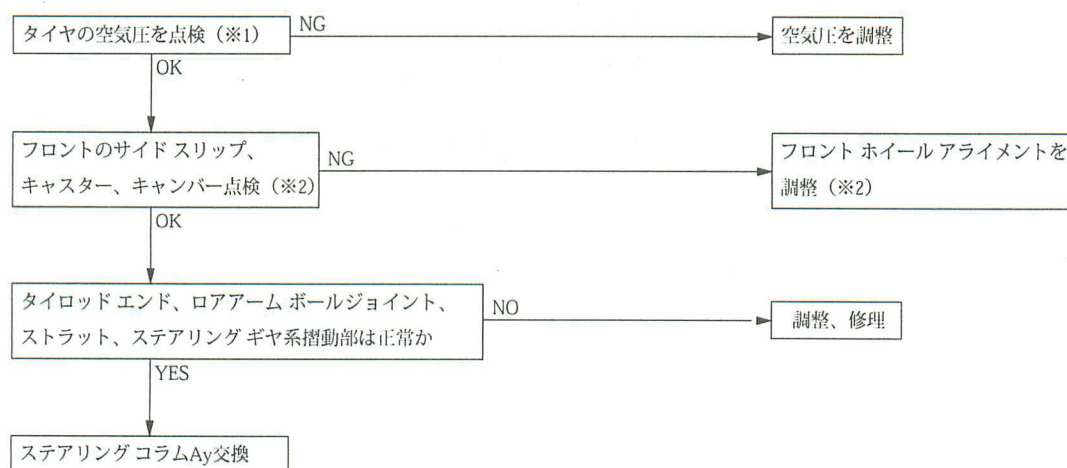 タイヤの空気圧を点検（※1）
NG
空気圧を調整
OK
フロントのサイド スリップ、
キャスター、キャンバー点検（※2）
NG
フロント ホイール アライメントを
調整（※2）
OK
タイロッド エンド、ロアアーム ボールジョイント、
ストラット、ステアリング ギヤ系摺動部は正常か
NO
調整、修理
YES
ステアリング コラムAy交換